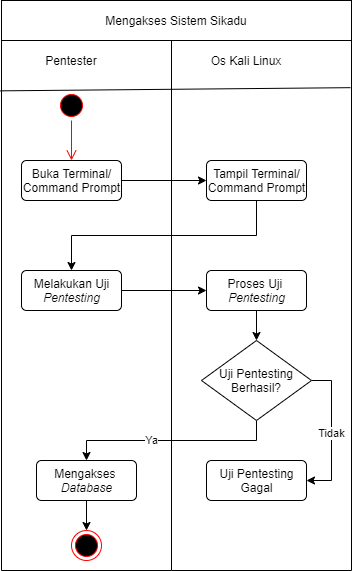 Mengakses Sistem Sikadu
Pentester
Os Kali Linux
Buka Terminal/
Command Prompt
Tampil Terminal/
Command Prompt
Melakukan Uji
Pentesting
Proses Uji
Pentesting
Uji Pentesting
Berhasil?
Tidak
Ya
Mengakses
Database
Uji Pentesting
Gagal